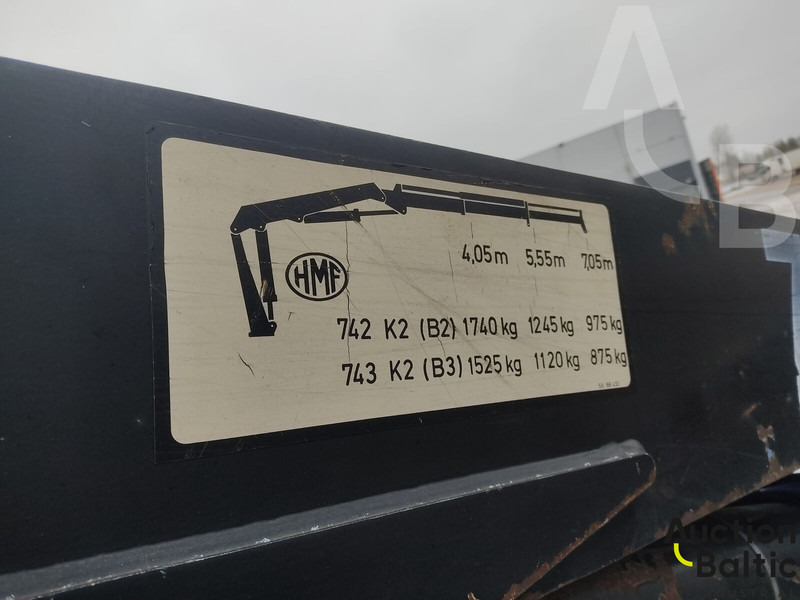 HMF
4,05m 5,55m 7,05m
742 K2 (B2) 1740 kg 1245 kg 975 kg
743 K2 (B3) 1525 kg 1120 kg 875 kg
ALB
Auction
Baltic